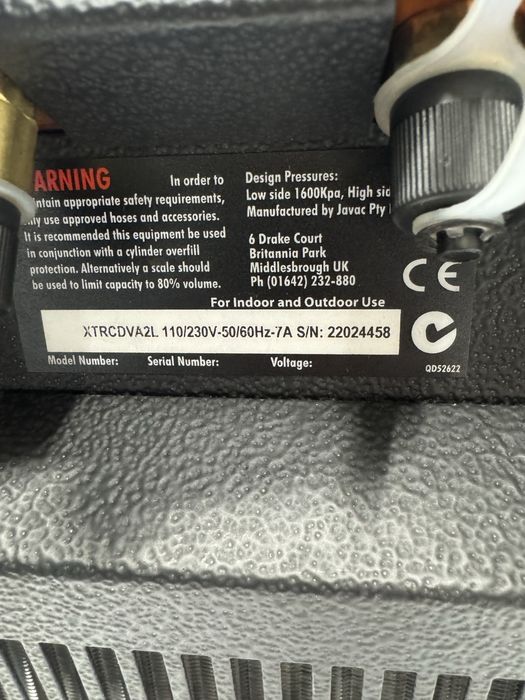 ARNING In order to
intain appropriate safety requirements,
only use approved hoses and accessories.
It is recommended this equipment be used
in conjunction with a cylinder overfill
protection. Alternatively a scale should
be used to limit capacity to 80% volume.
Design Pressures:
Low side 1600Kpa, High sid
Manufactured by Javac Pty
6 Drake Court
Britannia Park
Middlesbrough UK
Ph (01642) 232-880
CE
For Indoor and Outdoor Use
XTRCDVA2L 110/230V-50/60Hz-7A S/N: 22024458
Model Number: Serial Number: Voltage:
QD52622